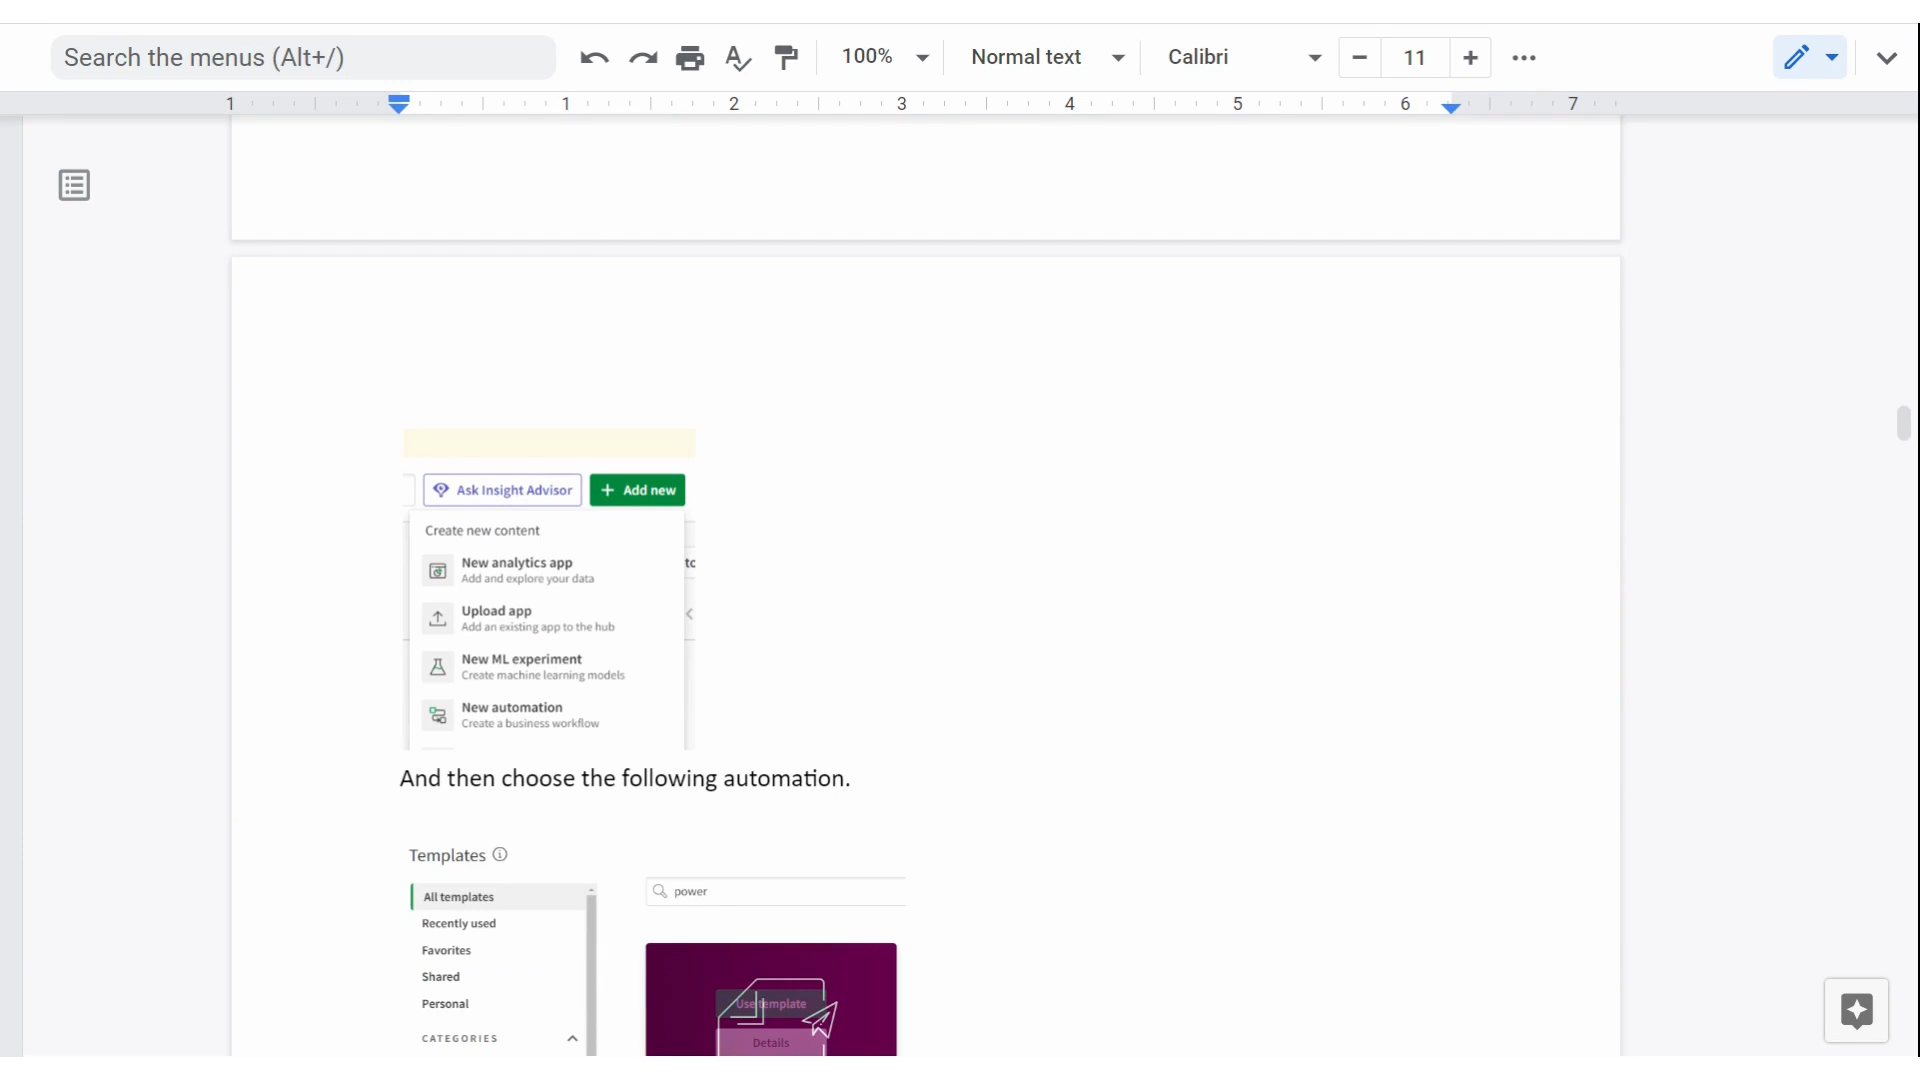 Search the menus (Alt+/)
100%
Normal text
Calibri
11
1 1 2 3 4 5 6 7
Ask Insight Advisor
+ Add new
Create new content
New analytics app
Add and explore your data
to
Upload app
Add an existing app to the hub
New ML experiment
Create machine learning models
New automation
Create a business workflow
And then choose the following automation.
Templates
All templates
power
Recently used
Favorites
Shared
Personal
Use template
CATEGORIES
Details